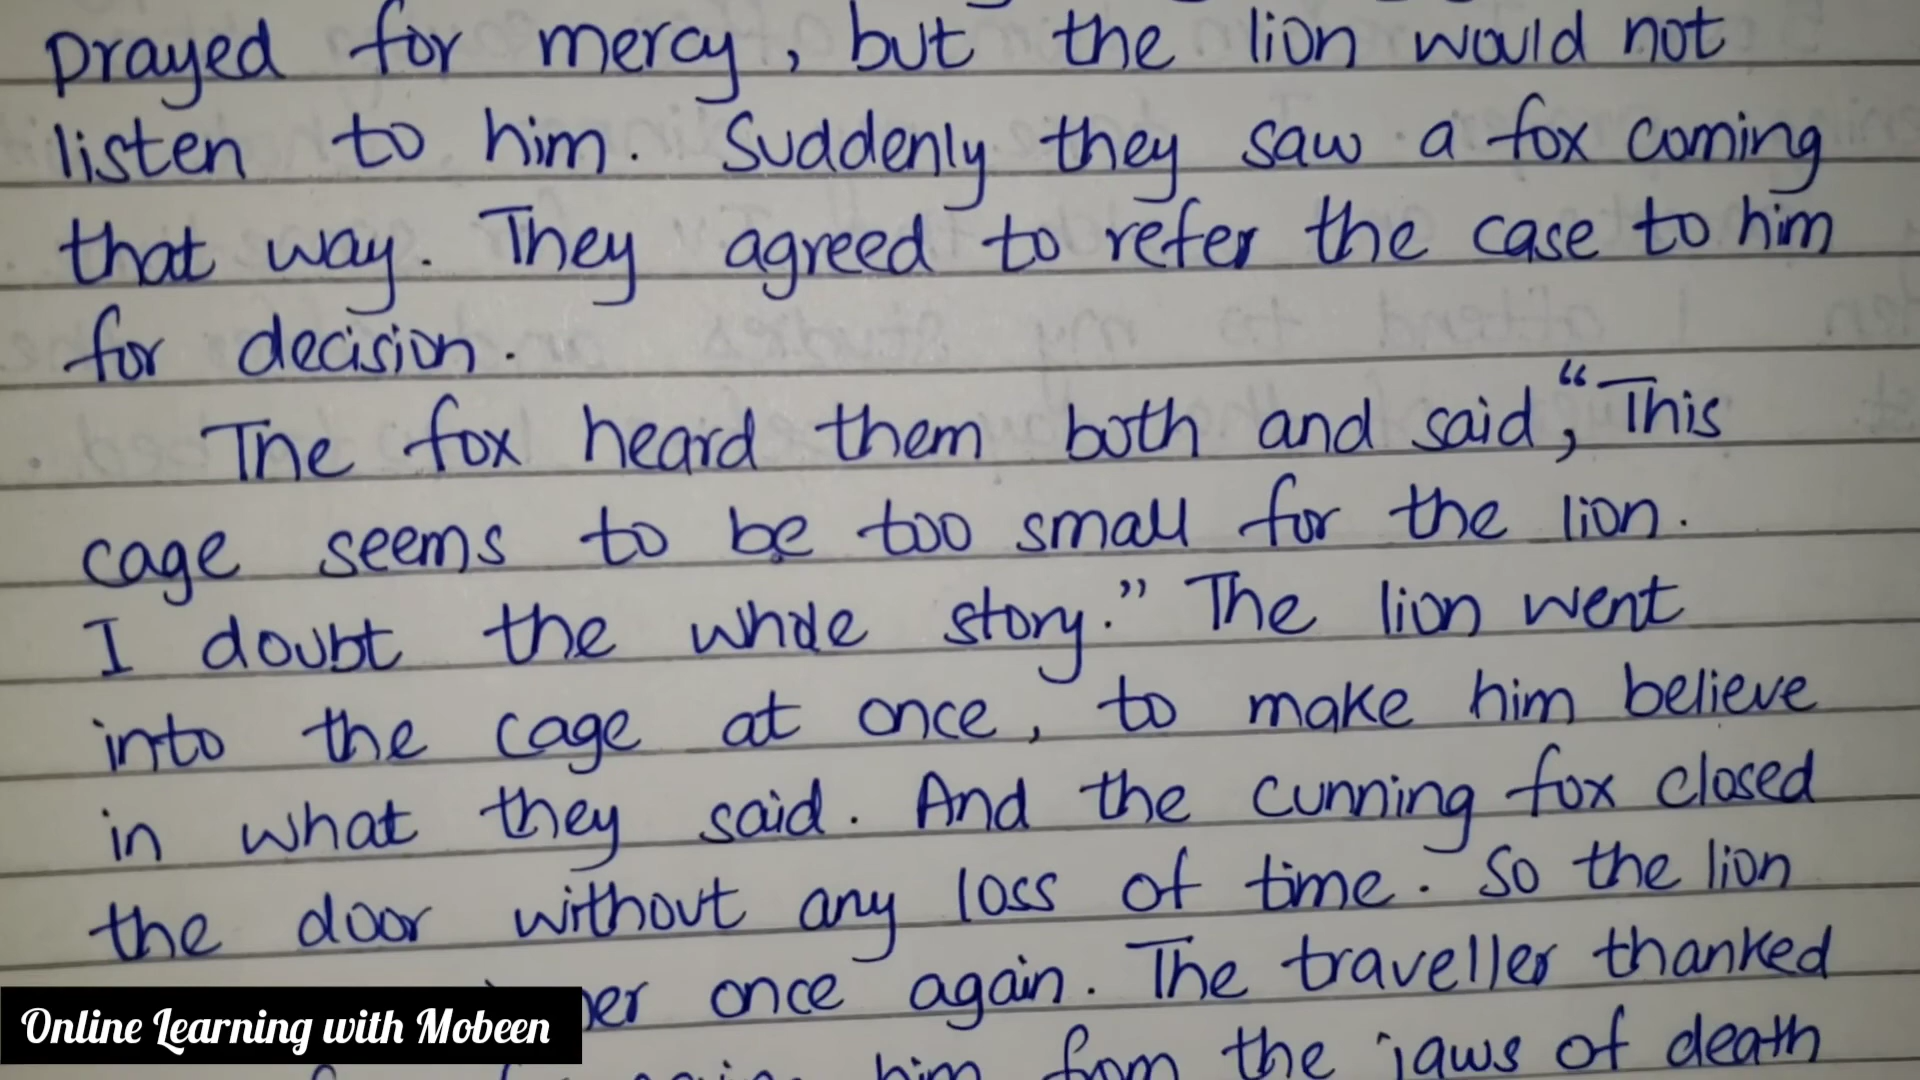 prayed for mercy, but the lion would not
listen to him. Suddenly they saw a fox coming
that way. They agreed to refer the case to him
for decision.
The fox heard them both and said, "This
cage seems to be too small for the lion.
I doubt the whole story." The lion went
into the cage at once, to make him believe
in what they said. And the cunning fox closed
the door without any loss of time. So the lion
once again. The traveller thanked
him from the jaws of death
Online Learning with Mobeen